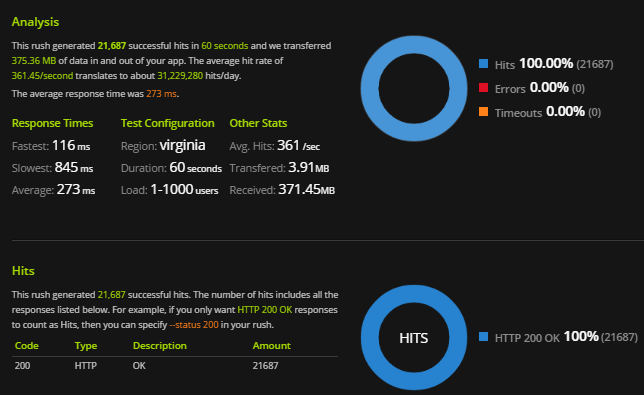 Analysis
This rush generated 21,687 successful hits in 60 seconds and we transferred
375.36 MB of data in and out of your app. The average hit rate of
361.45/second translates to about 31,229,280 hits/day.
The average response time was 273 ms.
Hits 100.00% (21687)
Errors 0.00% (0)
Timeouts 0.00% (0)
Response Times
Fastest: 116 ms
Slowest: 845 ms
Average: 273 ms
Test Configuration
Region: virginia
Duration: 60 seconds
Load: 1-1000 users
Other Stats
Avg. Hits: 361 /sec
Transfered: 3.91MB
Received: 371.45MB
Hits
This rush generated 21,687 successful hits. The number of hits includes all the
responses listed below. For example, if you only want HTTP 200 OK responses
to count as Hits, then you can specify --status 200 in your rush.
Code Type Description Amount
200 HTTP OK 21687
HITS
HTTP 200 OK 100% (21687)